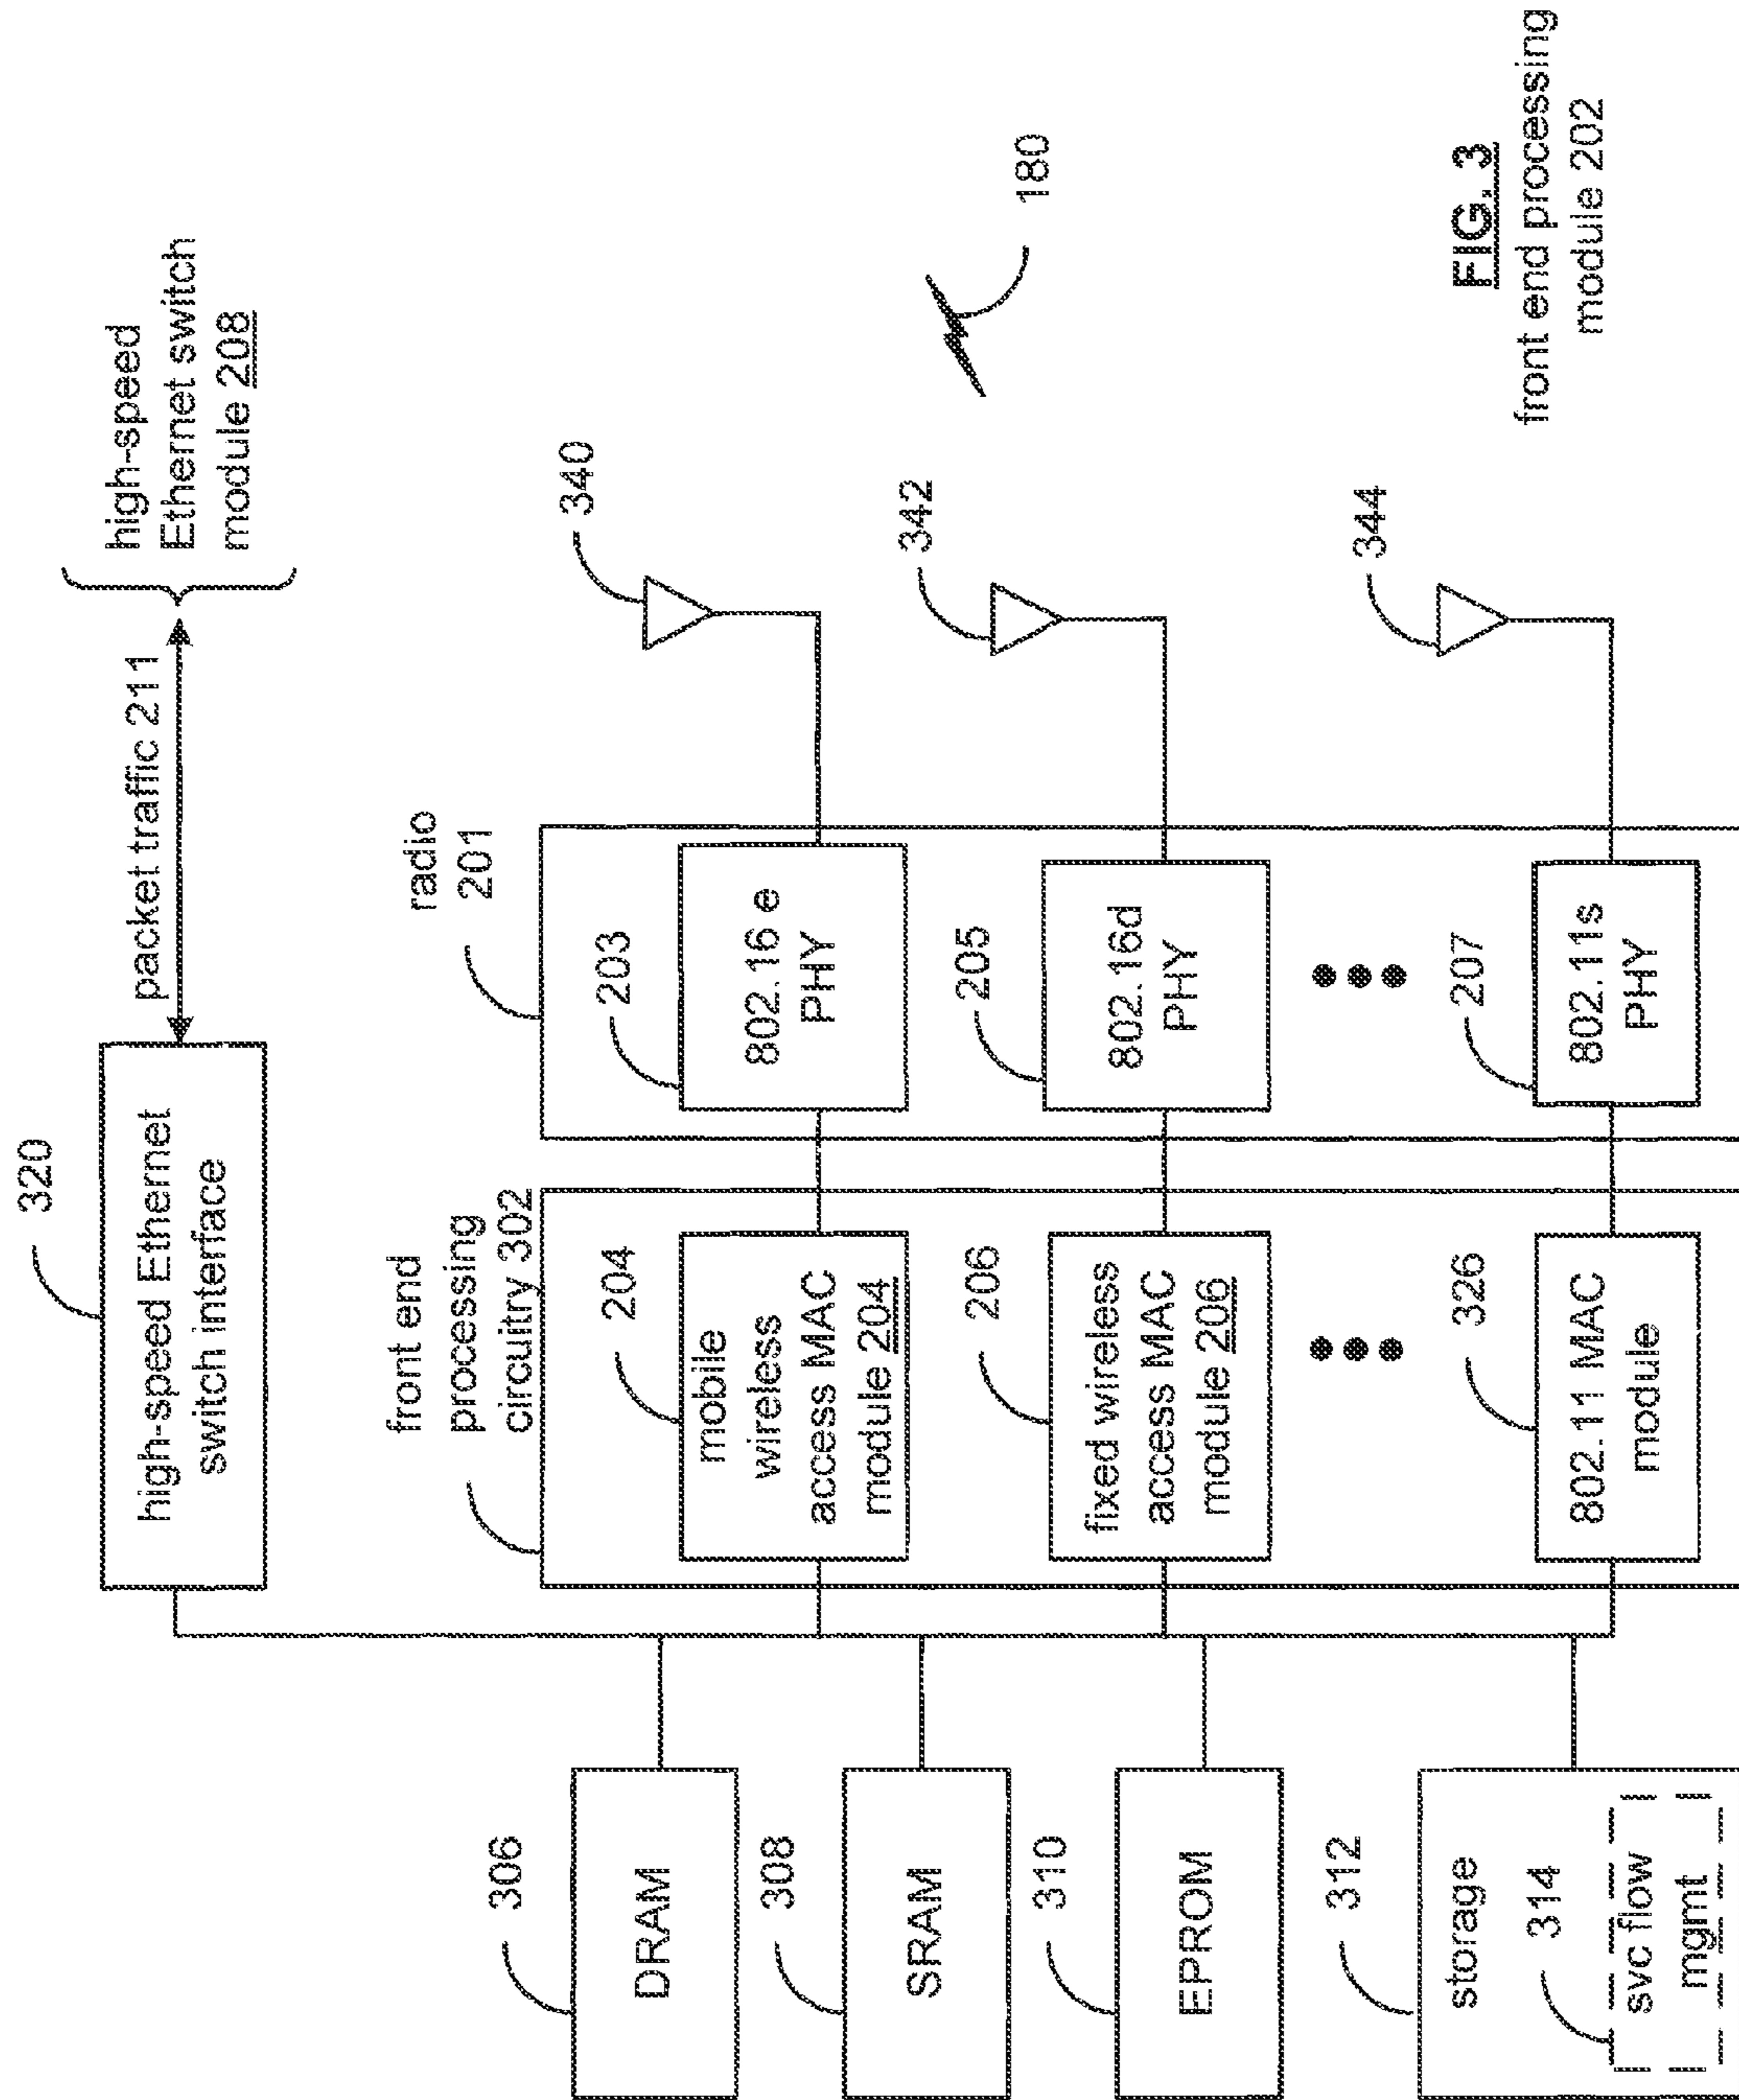 320
high-speed Ethernet
switch interface
packet traffic 211
high-speed
Ethernet switch
module 208
front end
processing
circuitry 302
radio
201
306
DRAM
204
mobile
wireless
access MAC
module 204
203
802.16 e
PHY
340
308
SRAM
206
fixed wireless
access MAC
module 206
205
802.16d
PHY
342
180
310
EPROM
312
storage
314
svc flow
mgmt
326
802.11 MAC
module
207
802.11s
PHY
344
FIG. 3
front end processing
module 202